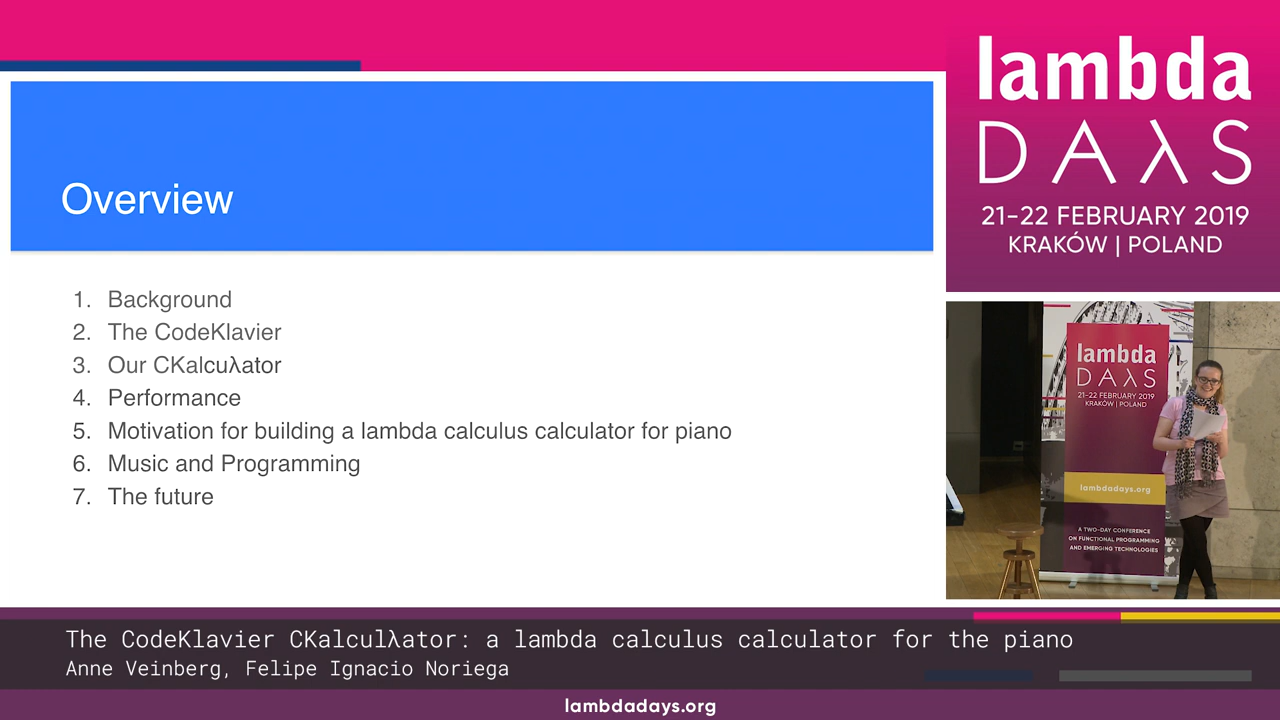 Overview
1. Background
2. The CodeKlavier
3. Our CKalcuλator
4. Performance
5. Motivation for building a lambda calculus calculator for piano
6. Music and Programming
7. The future
lambda
DAλS
21–22 FEBRUARY 2019
KRAKÓW | POLAND
lambda
DAλS
21-22 FEBRUARY 2019
KRAKÓW | POLAND
lambdadays.org
A TWO-DAY CONFERENCE
ON FUNCTIONAL PROGRAMMING
AND EMERGING TECHNOLOGIES
The CodeKlavier CKalculλator: a lambda calculus calculator for the piano
Anne Veinberg, Felipe Ignacio Noriega
lambdadays.org